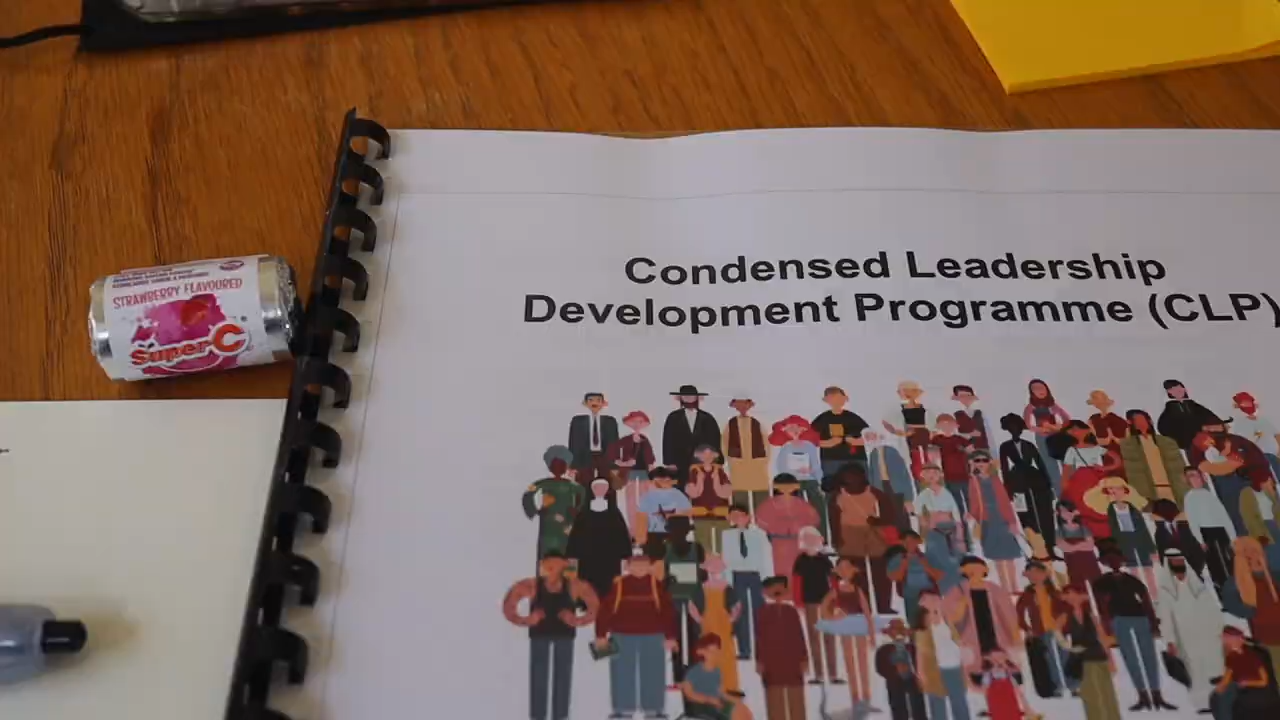 STRAWBERRY FLAVOURED
Super C
Condensed Leadership
Development Programme (CLP)